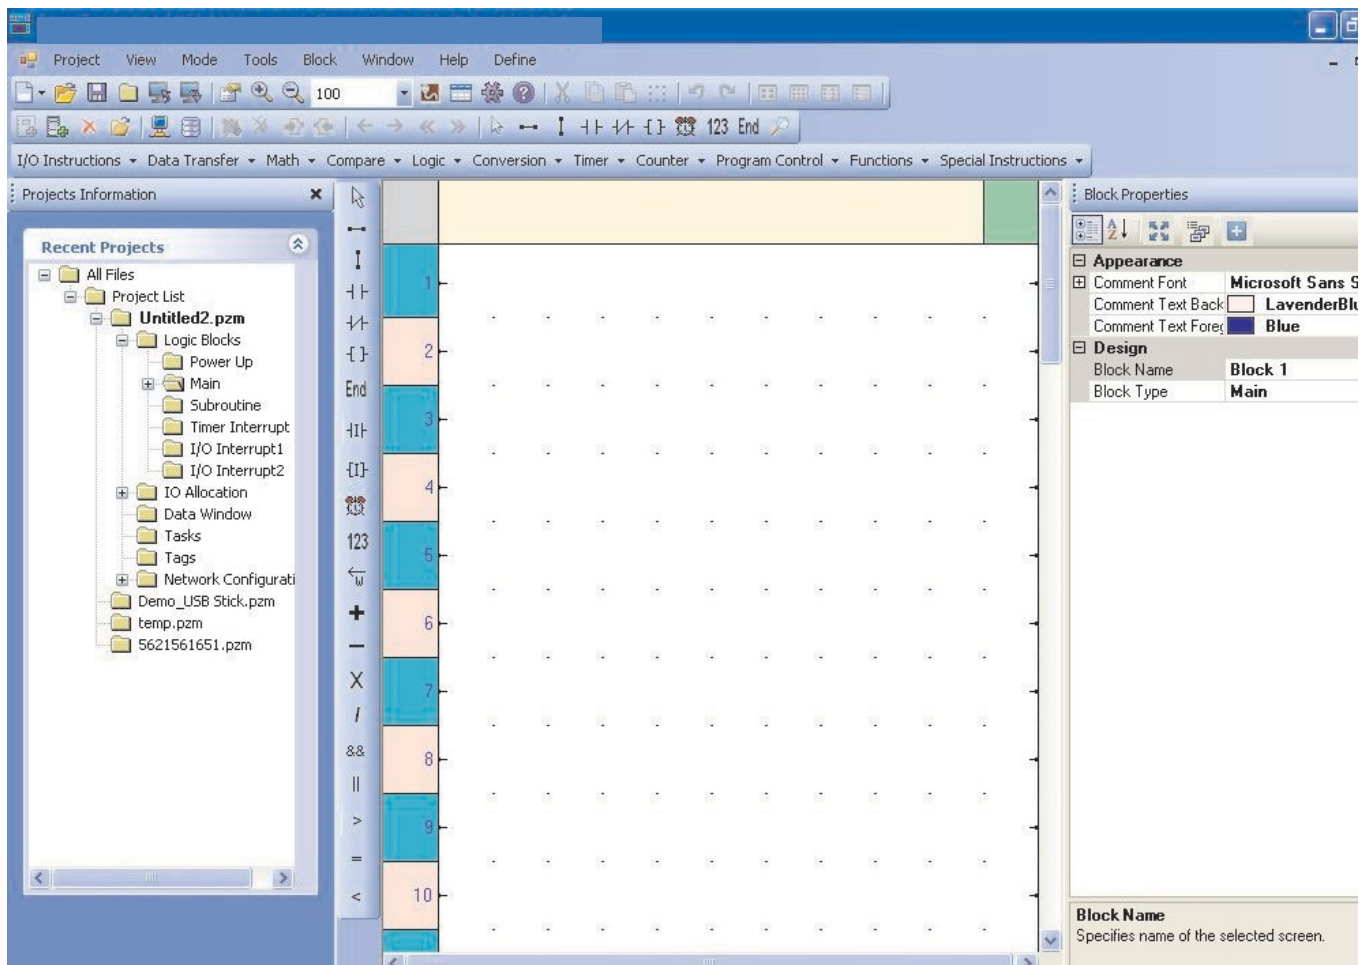 Project View Mode Tools Block Window Help Define
100
123 End
I/O Instructions Data Transfer Math Compare Logic Conversion Timer Counter Program Control Functions Special Instructions
Projects Information
Recent Projects
All Files
Project List
Untitled2.pzm
Logic Blocks
Power Up
Main
Subroutine
Timer Interrupt
I/O Interrupt1
I/O Interrupt2
IO Allocation
Data Window
Tasks
Tags
Network Configurati
Demo_USB Stick.pzm
temp.pzm
5621561651.pzm
End
123
W
+
−
X
/
&&
||
>
=
<
1
2
3
4
5
6
7
8
9
10
Block Properties
Appearance
Comment Font Microsoft Sans S
Comment Text Back LavenderBlu
Comment Text Foreg Blue
Design
Block Name Block 1
Block Type Main
Block Name
Specifies name of the selected screen.